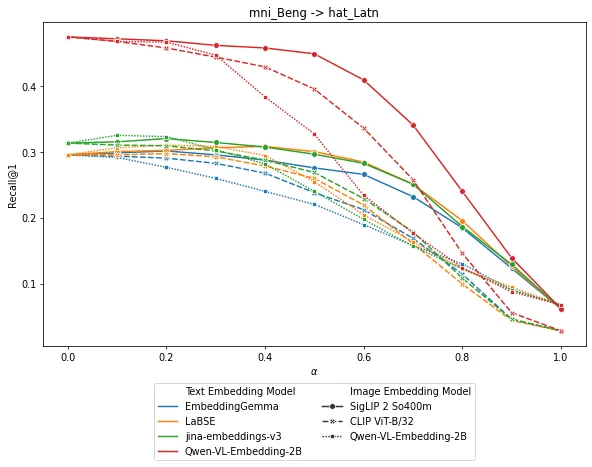 mni_Beng -> hat_Latn
Recall@1
0.4
0.3
0.2
0.1
0.0 0.2 0.4 0.6 0.8 1.0
α
Text Embedding Model Image Embedding Model
EmbeddingGemma SigLIP 2 So400m
LaBSE CLIP ViT-B/32
jina-embeddings-v3 Qwen-VL-Embedding-2B
Qwen-VL-Embedding-2B